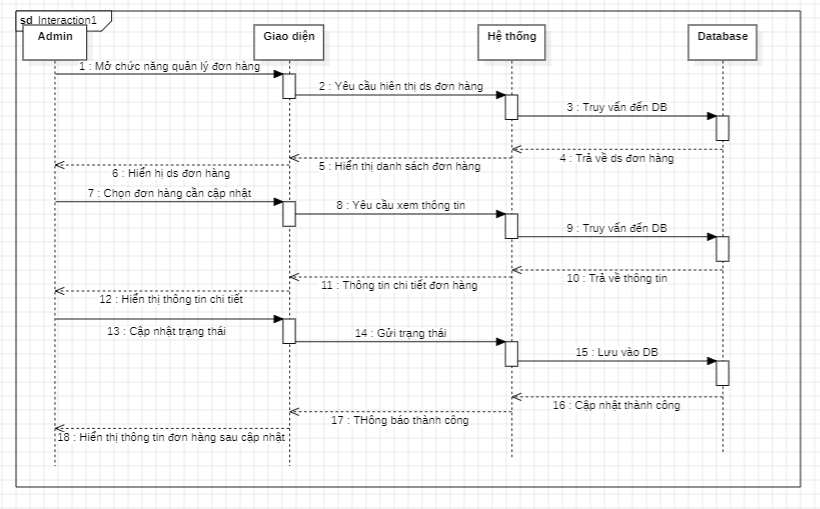 sd Interaction1
Admin
Giao diện
Hệ thống
Database
1 : Mở chức năng quản lý đơn hàng
2 : Yêu cầu hiên thị ds đơn hàng
3 : Truy vấn đến DB
4 : Trả về ds đơn hàng
5 : Hiển thị danh sách đơn hàng
6 : Hiển hị ds đơn hàng
7 : Chọn đơn hàng cần cập nhật
8 : Yêu cầu xem thông tin
9 : Truy vấn đến DB
10 : Trả về thông tin
11 : Thông tin chi tiết đơn hàng
12 : Hiển thị thông tin chi tiết
13 : Cập nhật trạng thái
14 : Gửi trạng thái
15 : Lưu vào DB
16 : Cập nhật thành công
17 : THông báo thành công
18 : Hiển thị thông tin đơn hàng sau cập nhật